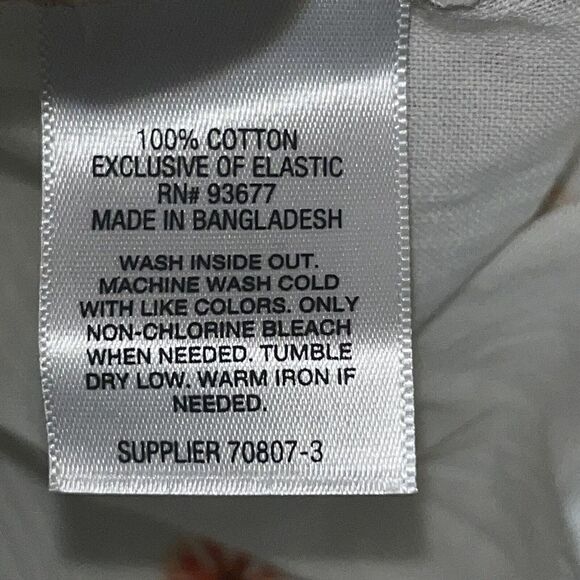 100% COTTON
EXCLUSIVE OF ELASTIC
RN# 93677
MADE IN BANGLADESH
WASH INSIDE OUT.
MACHINE WASH COLD
WITH LIKE COLORS. ONLY
NON-CHLORINE BLEACH
WHEN NEEDED. TUMBLE
DRY LOW. WARM IRON IF
NEEDED.
SUPPLIER 70807-3